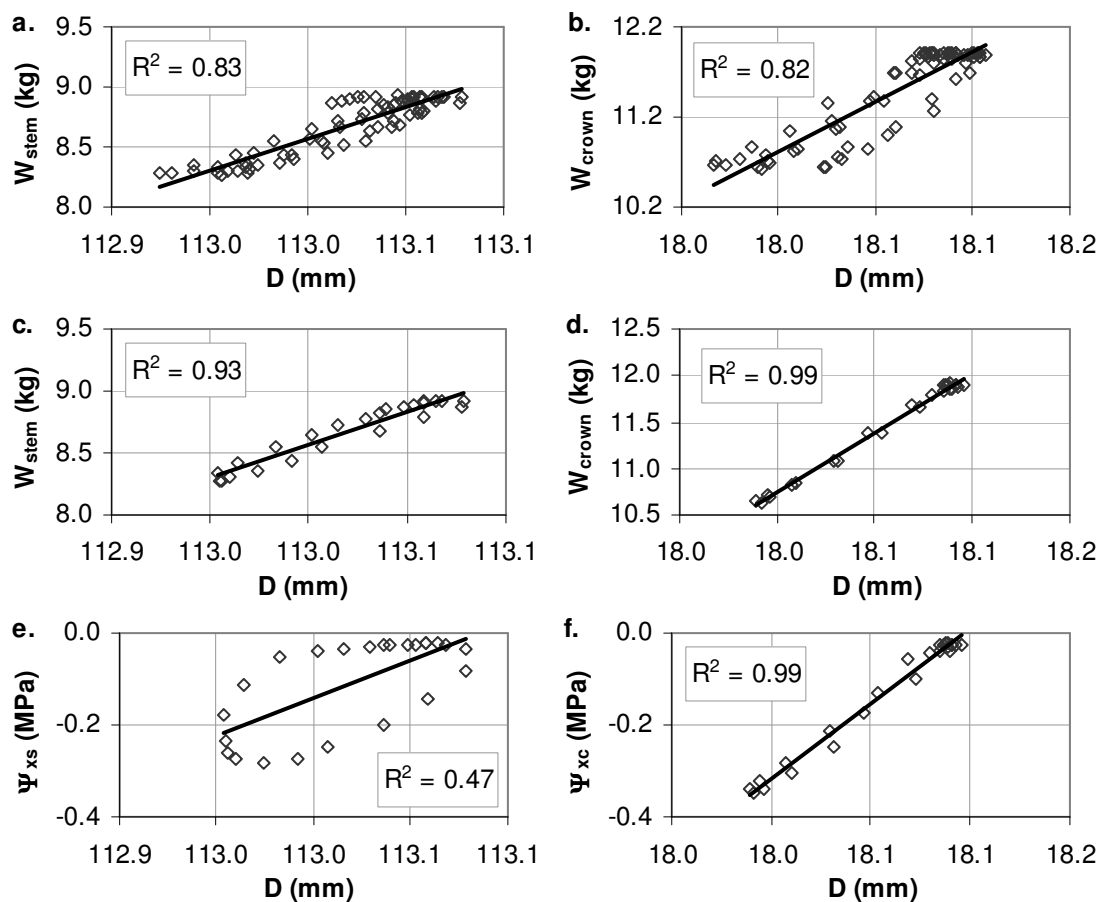 a.
9.5
9.0
8.5
8.0
W stem (kg)
R² = 0.83
112.9 113.0 113.0 113.1 113.1
D (mm)
b.
12.2
11.2
10.2
W crown (kg)
R² = 0.82
18.0 18.0 18.1 18.1 18.2
D (mm)
c.
9.5
9.0
8.5
8.0
W stem (kg)
R² = 0.93
112.9 113.0 113.0 113.1 113.1
D (mm)
d.
12.5
12.0
11.5
11.0
10.5
W crown (kg)
R² = 0.99
18.0 18.0 18.1 18.1 18.2
D (mm)
e.
0.0
-0.2
-0.4
Ψ xs (MPa)
R² = 0.47
112.9 113.0 113.0 113.1 113.1
D (mm)
f.
0.0
-0.2
-0.4
Ψ xc (MPa)
R² = 0.99
18.0 18.0 18.1 18.1 18.2
D (mm)